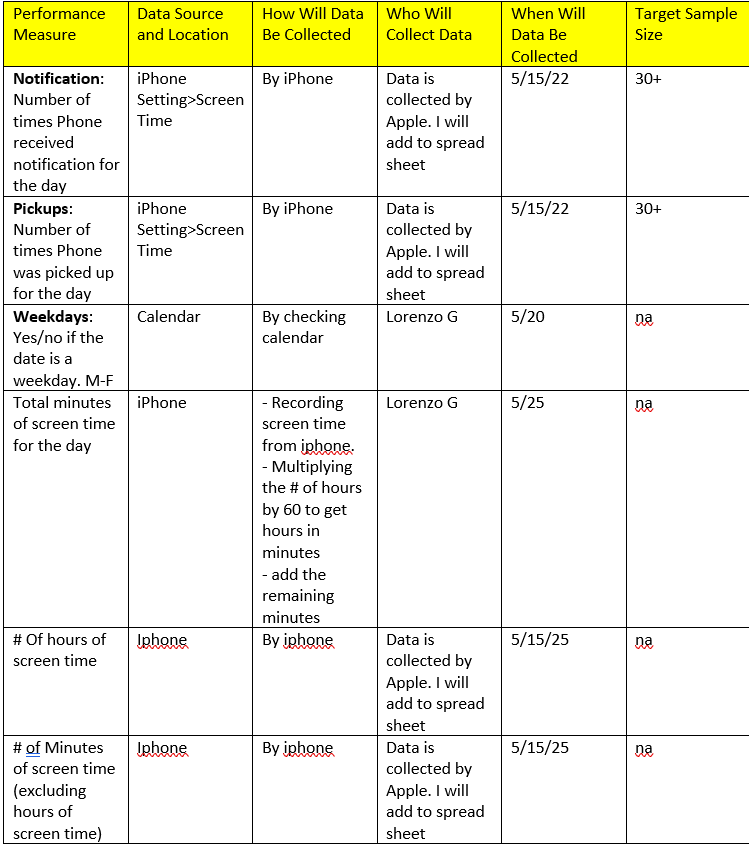 Performance
Measure
Data Source
and Location
How Will Data
Be Collected
Who Will
Collect Data
When Will
Data Be
Collected
Target Sample
Size
Notification:
Number of
times Phone
received
notification for
the day
iPhone
Setting>Screen
Time
By iPhone
Data is
collected by
Apple. I will
add to spread
sheet
5/15/22
30+
Pickups:
Number of
times Phone
was picked up
for the day
iPhone
Setting>Screen
Time
By iPhone
Data is
collected by
Apple. I will
add to spread
sheet
5/15/22
30+
Weekdays:
Yes/no if the
date is a
weekday. M-F
Calendar
By checking
calendar
Lorenzo G
5/20
na
Total minutes
of screen time
for the day
iPhone
- Recording
screen time
from iphone.
- Multiplying
the # of hours
by 60 to get
hours in
minutes
- add the
remaining
minutes
Lorenzo G
5/25
na
# Of hours of
screen time
Iphone
By iphone
Data is
collected by
Apple. I will
add to spread
sheet
5/15/25
na
# of Minutes
of screen time
(excluding
hours of
screen time)
Iphone
By iphone
Data is
collected by
Apple. I will
add to spread
sheet
5/15/25
na